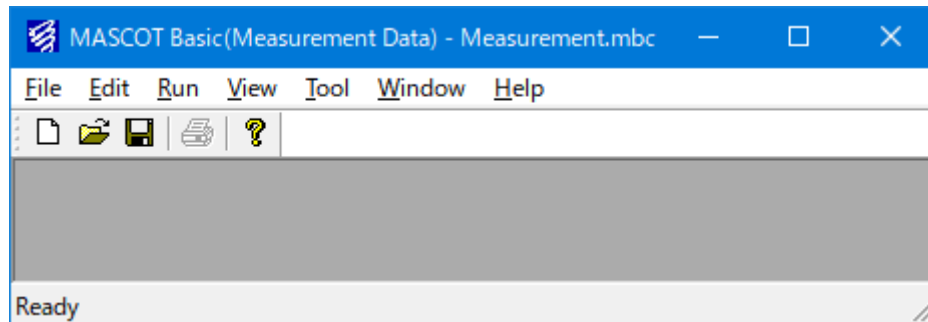 MASCOT Basic(Measurement Data) - Measurement.mbc
File Edit Run View Tool Window Help
Ready